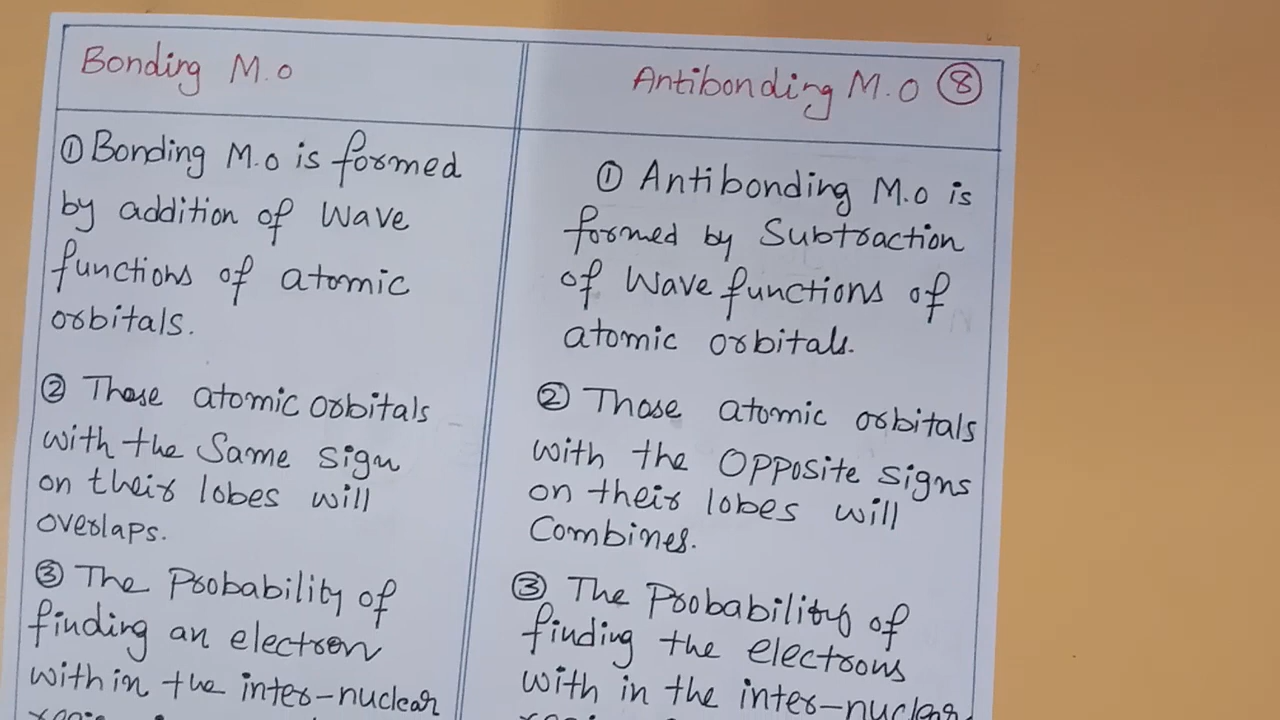 Bonding M.O
① Bonding M.O is formed
by addition of Wave
functions of atomic
orbitals.
② Those atomic orbitals
with the Same sign
on their lobes will
overlaps.
③ The Probability of
finding an electron
within the inter-nuclear
Antibonding M.O ⑧
① Antibonding M.O is
formed by Subtraction
of Wave functions of
atomic orbitals.
② Those atomic orbitals
with the Opposite signs
on their lobes will
Combines.
③ The Probability of
finding the electrons
with in the inter-nuclear